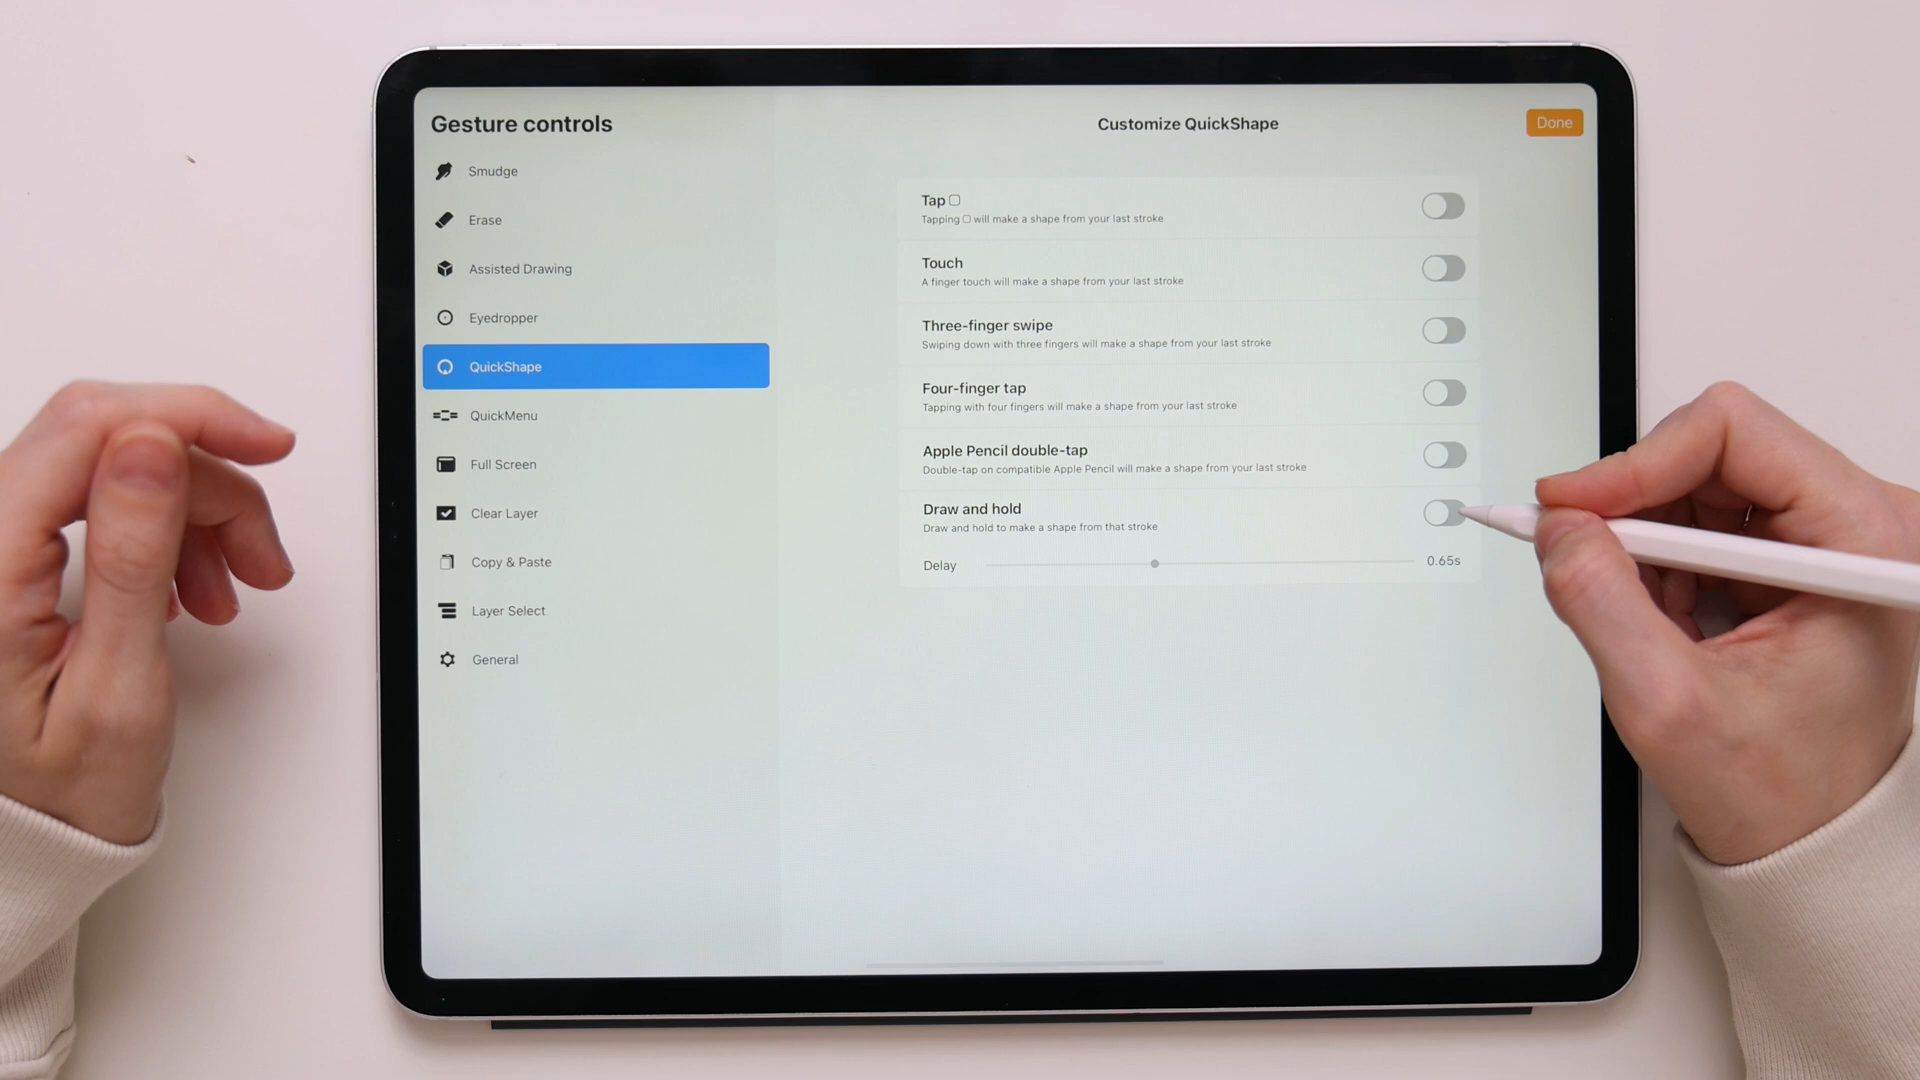 Gesture controls
Smudge
Erase
Assisted Drawing
Eyedropper
QuickShape
QuickMenu
Full Screen
Clear Layer
Copy & Paste
Layer Select
General
Customize QuickShape
Done
Tap
Tapping will make a shape from your last stroke
Touch
A finger touch will make a shape from your last stroke
Three-finger swipe
Swiping down with three fingers will make a shape from your last stroke
Four-finger tap
Tapping with four fingers will make a shape from your last stroke
Apple Pencil double-tap
Double-tap on compatible Apple Pencil will make a shape from your last stroke
Draw and hold
Draw and hold to make a shape from that stroke
Delay
0.65s